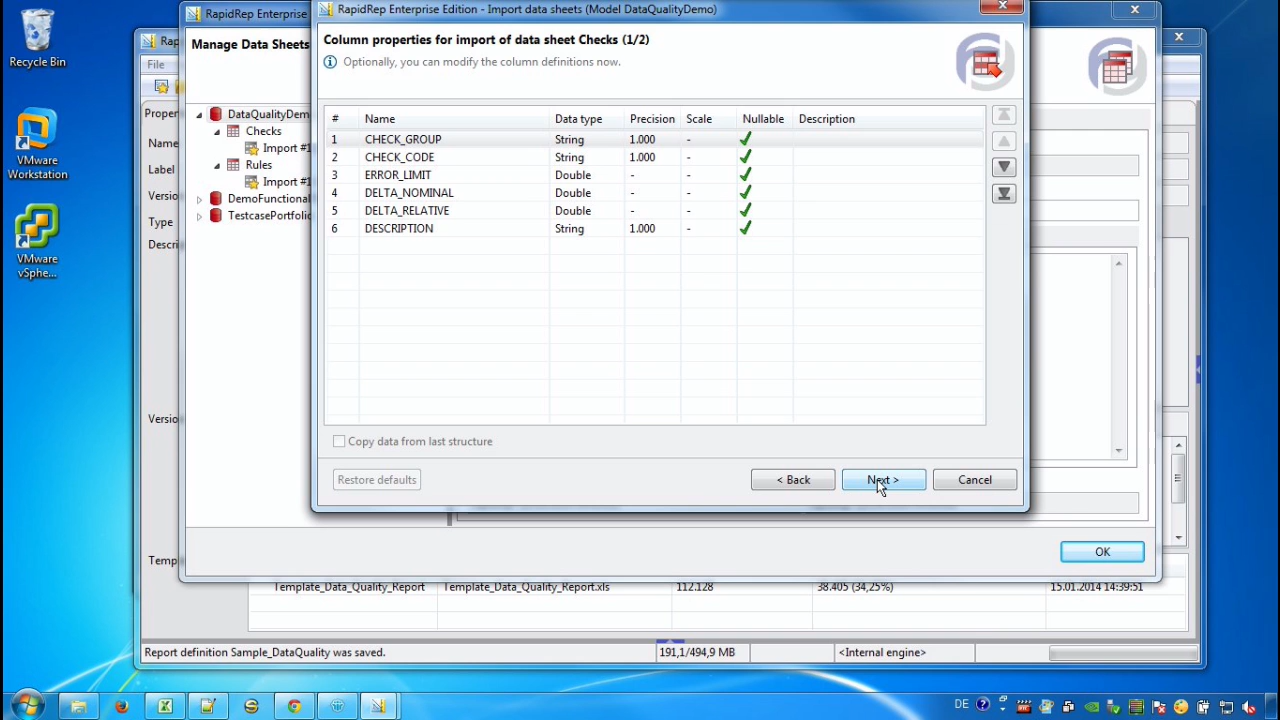 Recycle Bin
VMware
Workstation
VMware
vSphe...
RapidRep Enterprise
RapidRep Enterprise Edition - Import data sheets (Model DataQualityDemo)
Manage Data Sheets
Column properties for import of data sheet Checks (1/2)
Optionally, you can modify the column definitions now.
File
Name
Label
Type
DataQualityDemo
Checks
Import #1
Rules
Import #1
DemoFunctional
TestcasePortfolio
# Name Data type Precision Scale Nullable Description
1 CHECK_GROUP String 1.000 -
2 CHECK_CODE String 1.000 -
3 ERROR_LIMIT Double - -
4 DELTA_NOMINAL Double - -
5 DELTA_RELATIVE Double - -
6 DESCRIPTION String 1.000 -
Copy data from last structure
Restore defaults
< Back
Next >
Cancel
OK
Template_Data_Quality_Report Template_Data_Quality_Report.xls 112.128 38.405 (34,25%) 15.01.2014 14:39:51
Report definition Sample_DataQuality was saved. 191,1/494,9 MB <Internal engine>
DE